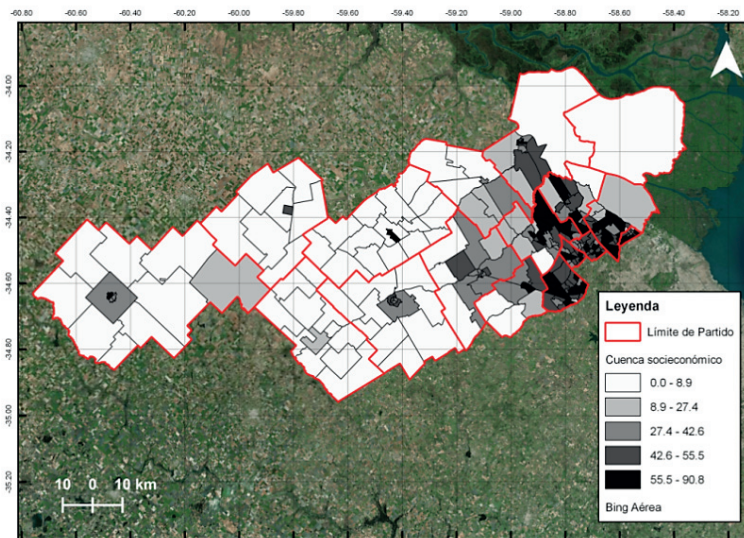 -60.80 -60.60 -60.40 -60.20 -60.00 -59.80 -59.60 -59.40 -59.20 -59.00 -58.80 -58.60 -58.40 -58.20
-34.00
-34.20
-34.40
-34.60
-34.80
-35.00
-35.20
10 0 10 km
Leyenda
Límite de Partido
Cuenca socieconómico
0.0 - 8.9
8.9 - 27.4
27.4 - 42.6
42.6 - 55.5
55.5 - 90.8
Bing Aérea